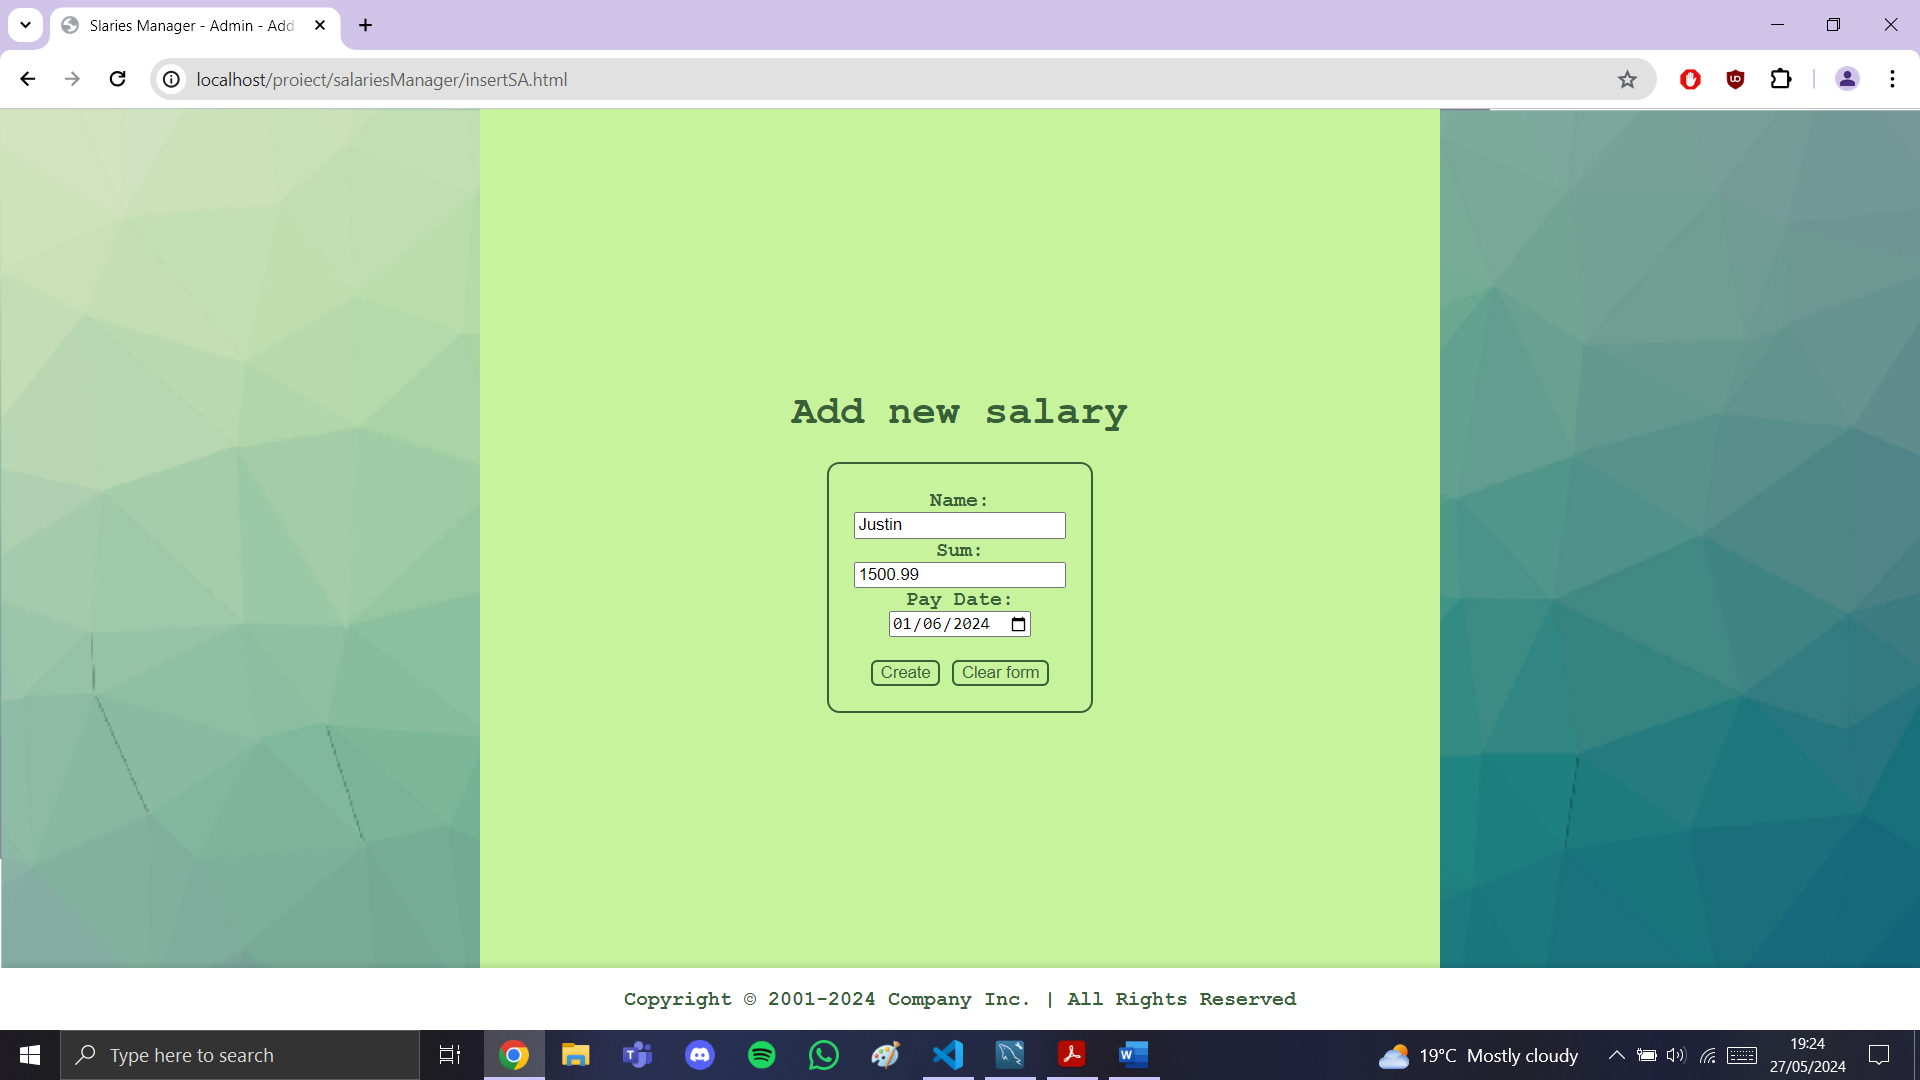 Slaries Manager - Admin - Add
localhost/proiect/salariesManager/insertSA.html
Add new salary
Name:
Justin
Sum:
1500.99
Pay Date:
01/06/2024
Create Clear form
Copyright © 2001-2024 Company Inc. | All Rights Reserved
Type here to search
19°C Mostly cloudy
19:24
27/05/2024